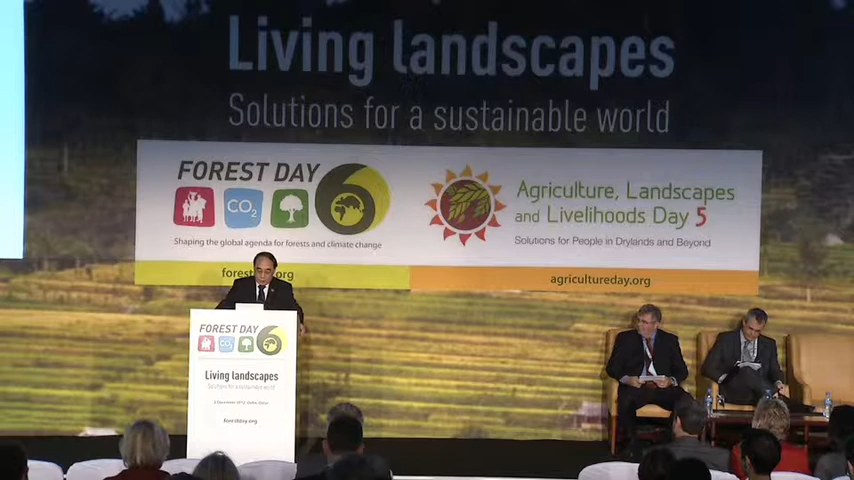 Living landscapes
Solutions for a sustainable world
FOREST DAY 6
CO2
Shaping the global agenda for forests and climate change
Agriculture, Landscapes
and Livelihoods Day 5
Solutions for People in Drylands and Beyond
agricultureday.org
FOREST DAY 6
CO2
Living landscapes
Solutions for a sustainable world
forestday.org